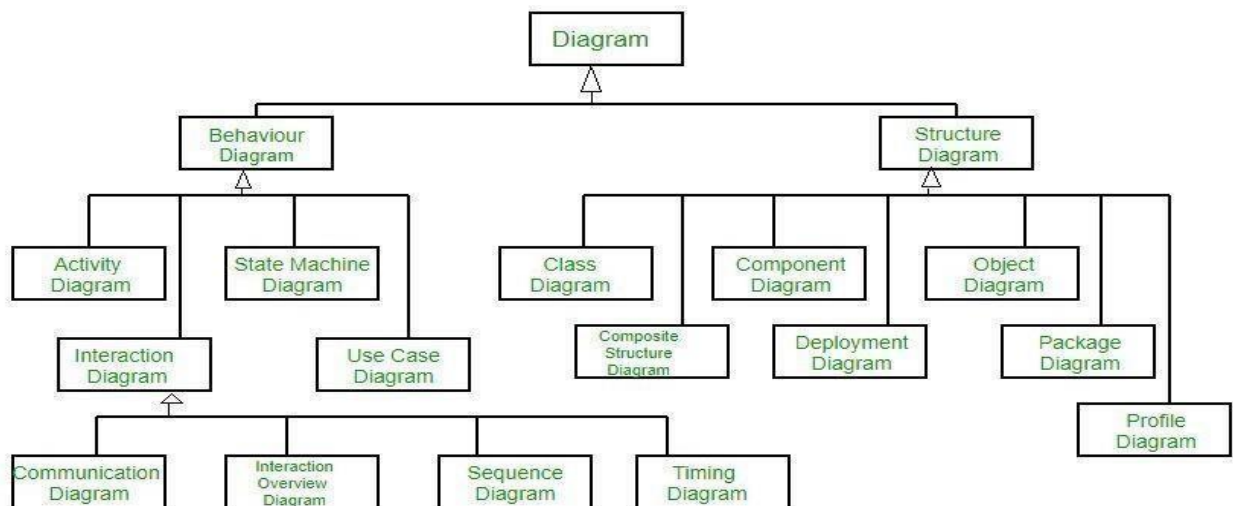 Diagram
Behaviour
Diagram
Structure
Diagram
Activity
Diagram
State Machine
Diagram
Class
Diagram
Component
Diagram
Object
Diagram
Interaction
Diagram
Use Case
Diagram
Composite
Structure
Diagram
Deployment
Diagram
Package
Diagram
Profile
Diagram
Communication
Diagram
Interaction
Overview
Diagram
Sequence
Diagram
Timing
Diagram